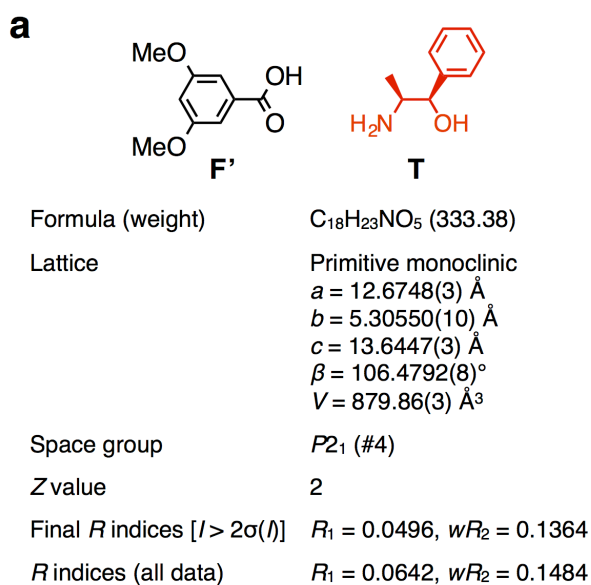 a
MeO
OH
O
MeO
F’
H₂N
OH
T
Formula (weight) C₁₈H₂₃NO₅ (333.38)
Lattice Primitive monoclinic
a = 12.6748(3) Å
b = 5.30550(10) Å
c = 13.6447(3) Å
β = 106.4792(8)°
V = 879.86(3) Å³
Space group P2₁ (#4)
Z value 2
Final R indices [I > 2σ(I)] R₁ = 0.0496, wR₂ = 0.1364
R indices (all data) R₁ = 0.0642, wR₂ = 0.1484